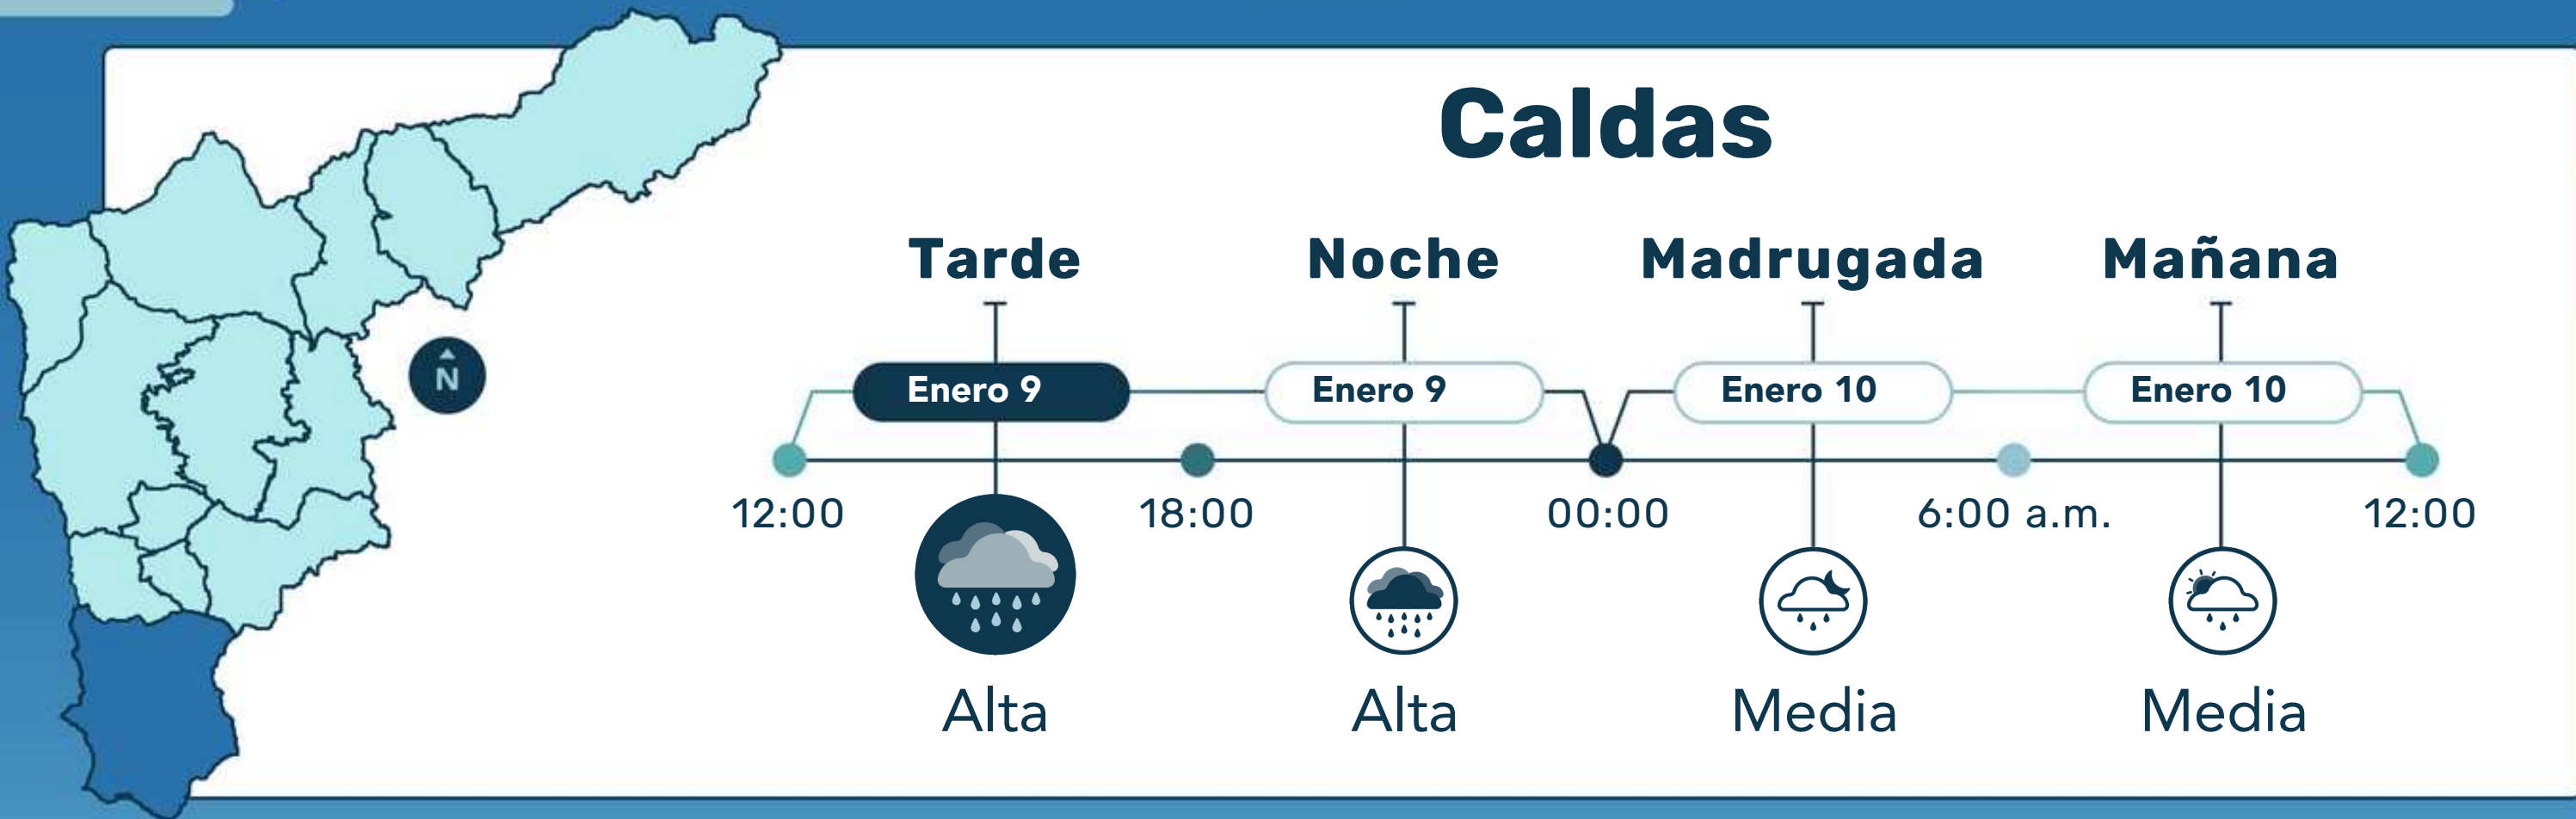 Caldas
Tarde Noche Madrugada Mañana
N
Enero 9 Enero 9 Enero 10 Enero 10
12:00 18:00 00:00 6:00 a.m. 12:00
Alta Alta Media Media